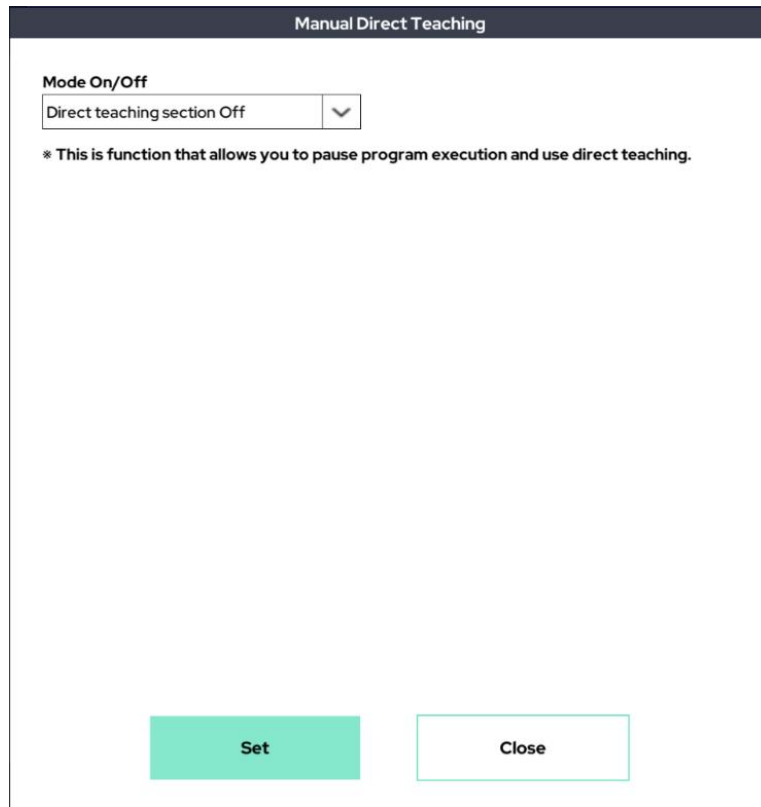 Manual Direct Teaching
Mode On/Off
Direct teaching section Off
※ This is function that allows you to pause program execution and use direct teaching.
Set
Close